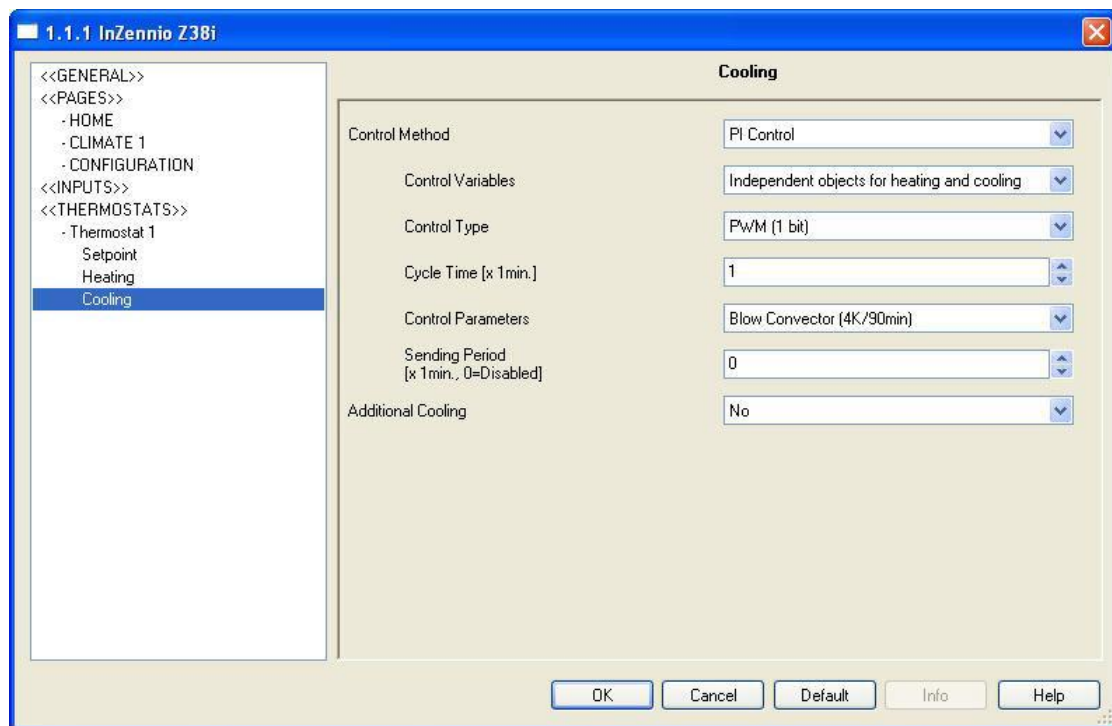 1.1.1 InZennio Z38i
<<GENERAL>>
<<PAGES>>
- HOME
- CLIMATE 1
- CONFIGURATION
<<INPUTS>>
<<THERMOSTATS>>
- Thermostat 1
Setpoint
Heating
Cooling
Cooling
Control Method
PI Control
Control Variables
Independent objects for heating and cooling
Control Type
PWM (1 bit)
Cycle Time [x 1min.]
1
Control Parameters
Blow Convector (4K/90min)
Sending Period
[x 1min., 0=Disabled]
0
Additional Cooling
No
OK
Cancel
Default
Info
Help